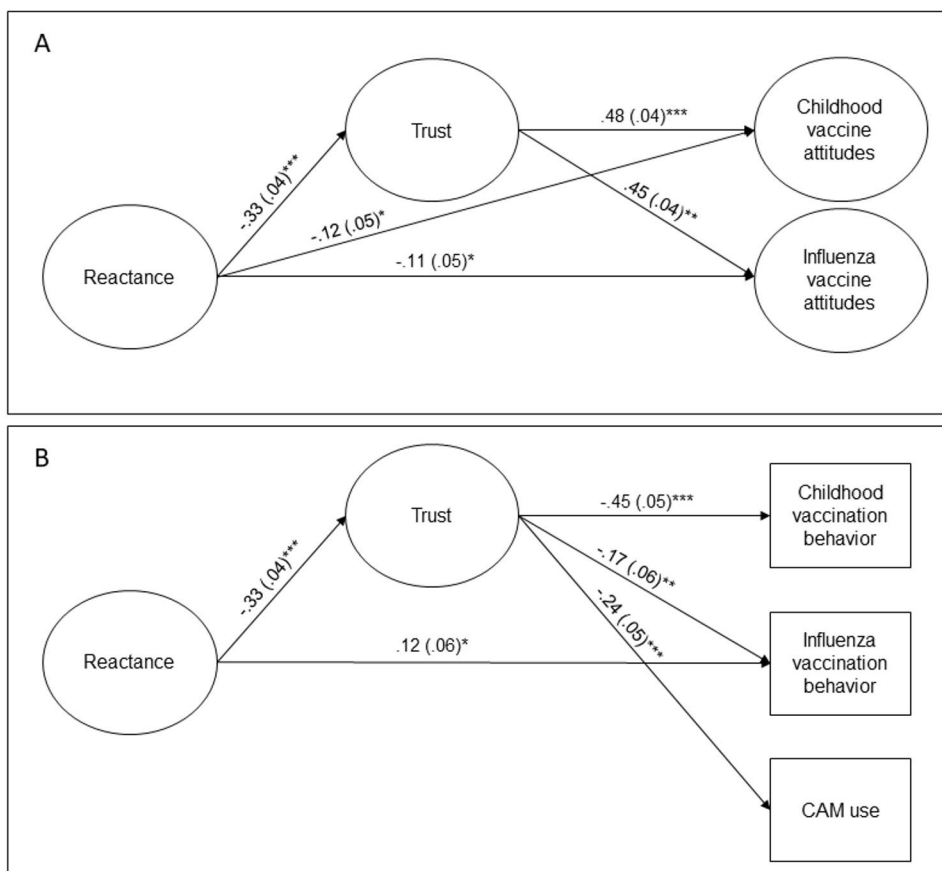 A
Trust
Childhood
vaccine
attitudes
.48 (.04)***
-.33 (.04)***
.45 (.04)**
-.12 (.05)*
Reactance
-.11 (.05)*
Influenza
vaccine
attitudes
B
Trust
Childhood
vaccination
behavior
-.45 (.05)***
-.33 (.04)***
-.17 (.06)**
-.24 (.05)***
Reactance
.12 (.06)*
Influenza
vaccination
behavior
CAM use